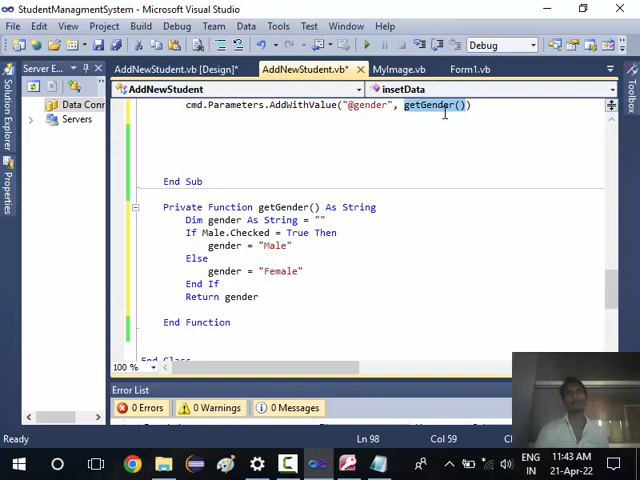 StudentManagmentSystem - Microsoft Visual Studio
File Edit View Project Build Debug Team Data Tools Test Window Help
Debug
Server E...
AddNewStudent.vb [Design]*
AddNewStudent.vb*
MyImage.vb
Form1.vb
AddNewStudent
insetData
Solution Explorer
Properties
Toolbox
Data Conn
Servers
cmd.Parameters.AddWithValue("@gender", getGender())
End Sub
Private Function getGender() As String
Dim gender As String = ""
If Male.Checked = True Then
gender = "Male"
Else
gender = "Female"
End If
Return gender
End Function
End Class
100 %
Error List
0 Errors
0 Warnings
0 Messages
Ready
Ln 98
Col 59
ENG
IN
11:43 AM
21-Apr-22